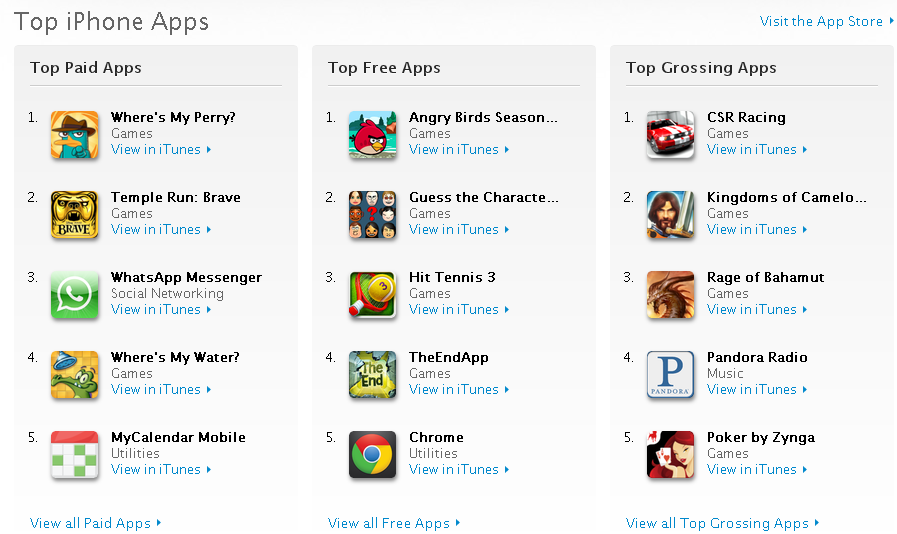 Top iPhone Apps
Visit the App Store
Top Paid Apps
1.
Where's My Perry?
Games
View in iTunes
2.
BRAVE
Temple Run: Brave
Games
View in iTunes
3.
WhatsApp Messenger
Social Networking
View in iTunes
4.
Where's My Water?
Games
View in iTunes
5.
MyCalendar Mobile
Utilities
View in iTunes
View all Paid Apps
Top Free Apps
1.
Angry Birds Season...
Games
View in iTunes
2.
?
Guess the Characte...
Games
View in iTunes
3.
3
Hit Tennis 3
Games
View in iTunes
4.
The
End
TheEndApp
Games
View in iTunes
5.
Chrome
Utilities
View in iTunes
View all Free Apps
Top Grossing Apps
1.
CSR Racing
Games
View in iTunes
2.
Kingdoms of Camelo...
Games
View in iTunes
3.
Rage of Bahamut
Games
View in iTunes
4.
P
PANDORA
Pandora Radio
Music
View in iTunes
5.
Poker by Zynga
Games
View in iTunes
View all Top Grossing Apps